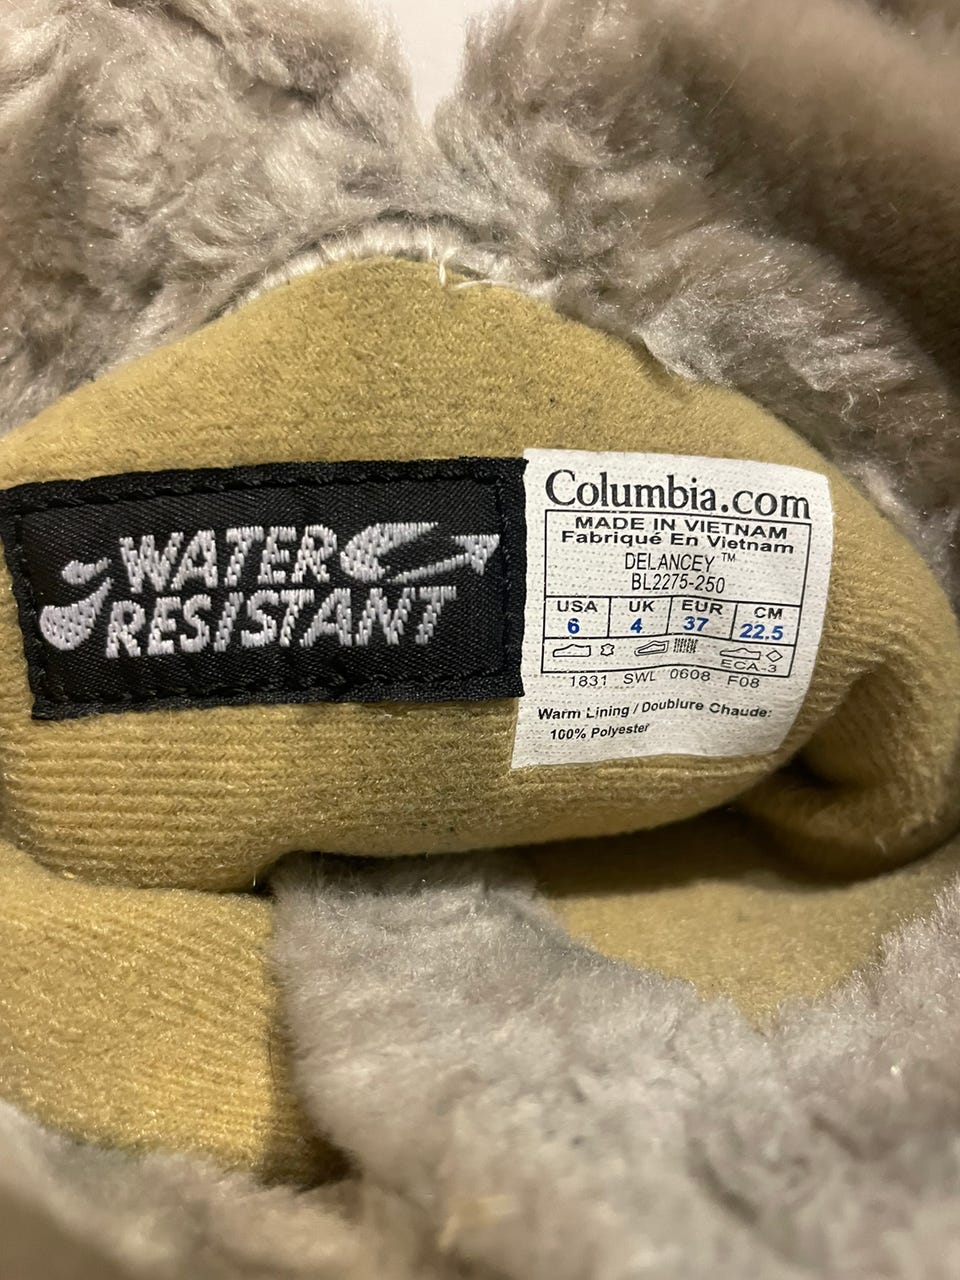 WATER
RESISTANT
Columbia.com
MADE IN VIETNAM
Fabriqué En Vietnam
DELANCEY™
BL2275-250
USA UK EUR CM
6 4 37 22.5
ECA-3
1831 SWL 0608 F08
Warm Lining / Doublure Chaude:
100% Polyester